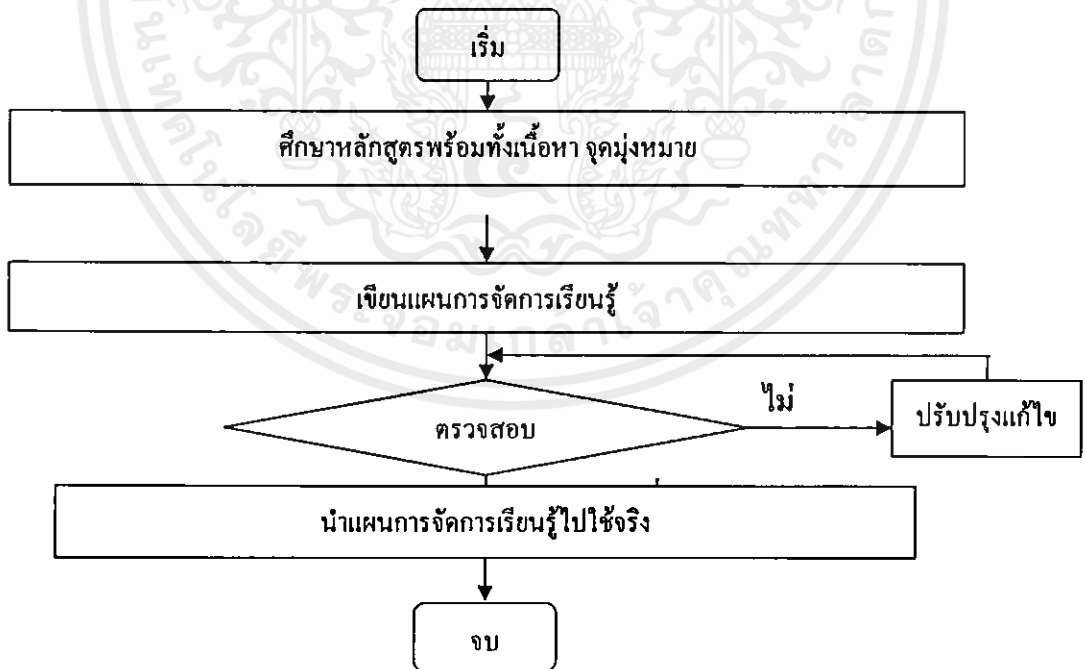 เริ่ม
ศึกษาหลักสูตรพร้อมทั้งเนื้อหา จุดมุ่งหมาย
เขียนแผนการจัดการเรียนรู้
ตรวจสอบ
ไม่
ปรับปรุงแก้ไข
นำแผนการจัดการเรียนรู้ไปใช้จริง
จบ